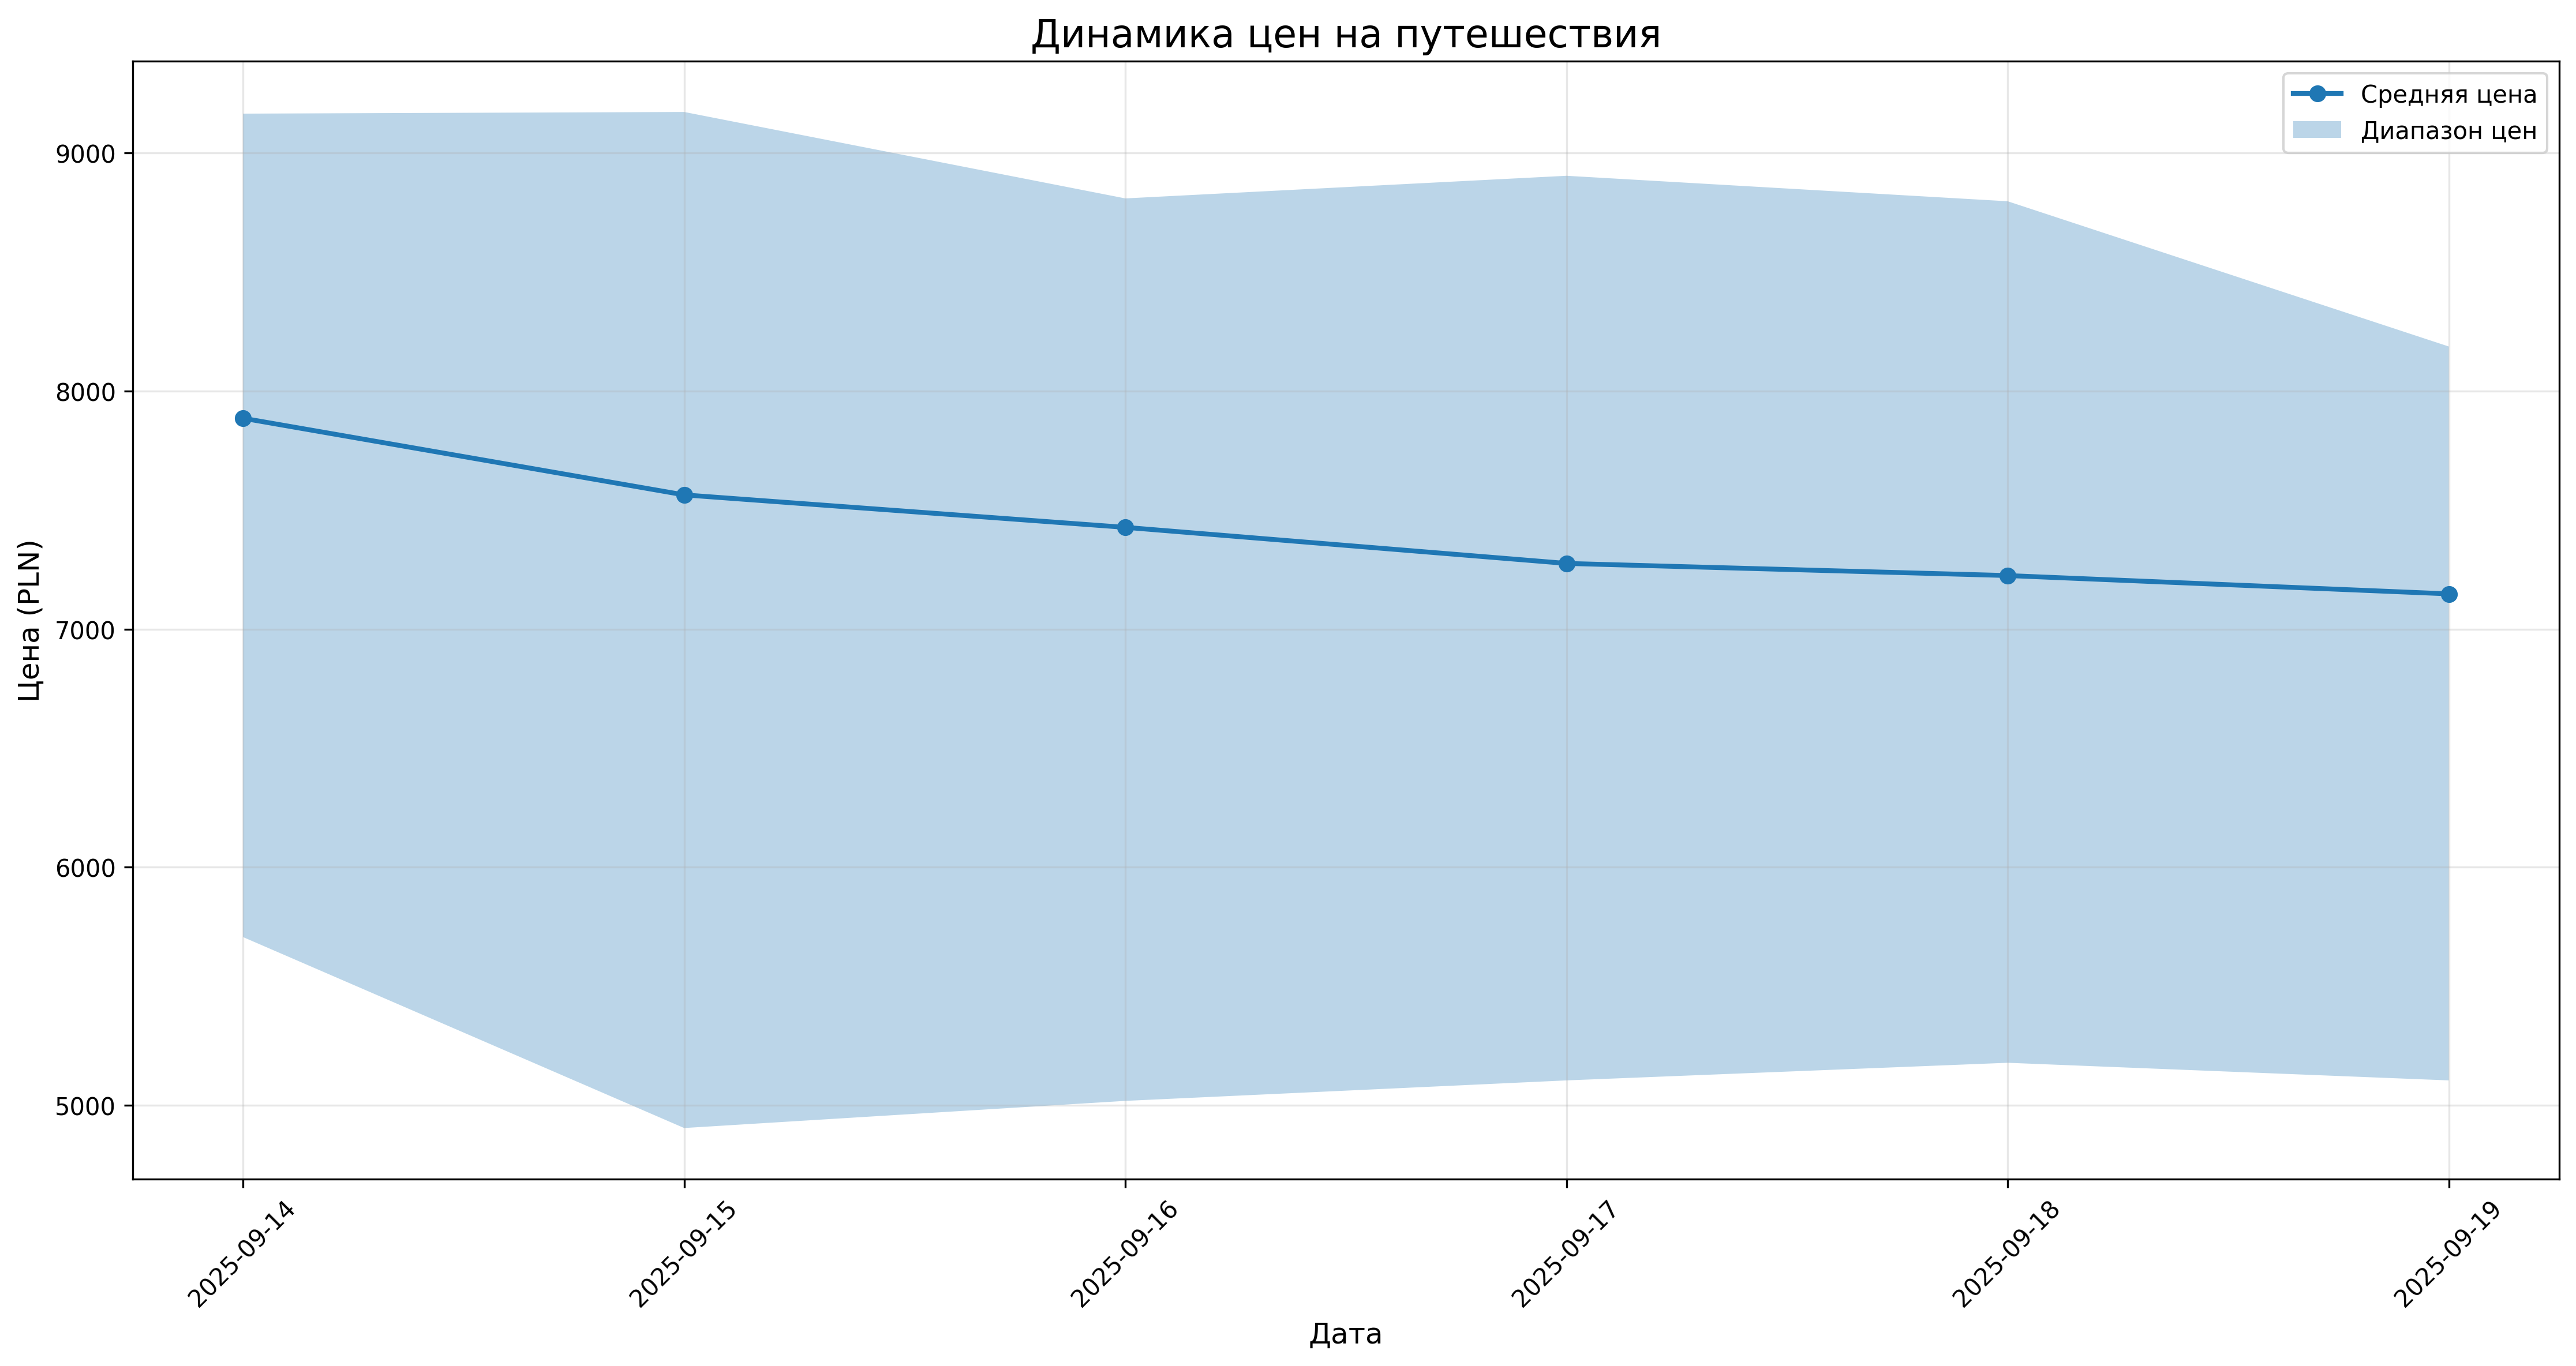 Динамика цен на путешествия
Средняя цена
Диапазон цен
Цена (PLN)
9000
8000
7000
6000
5000
2025-09-14
2025-09-15
2025-09-16
2025-09-17
2025-09-18
2025-09-19
Дата